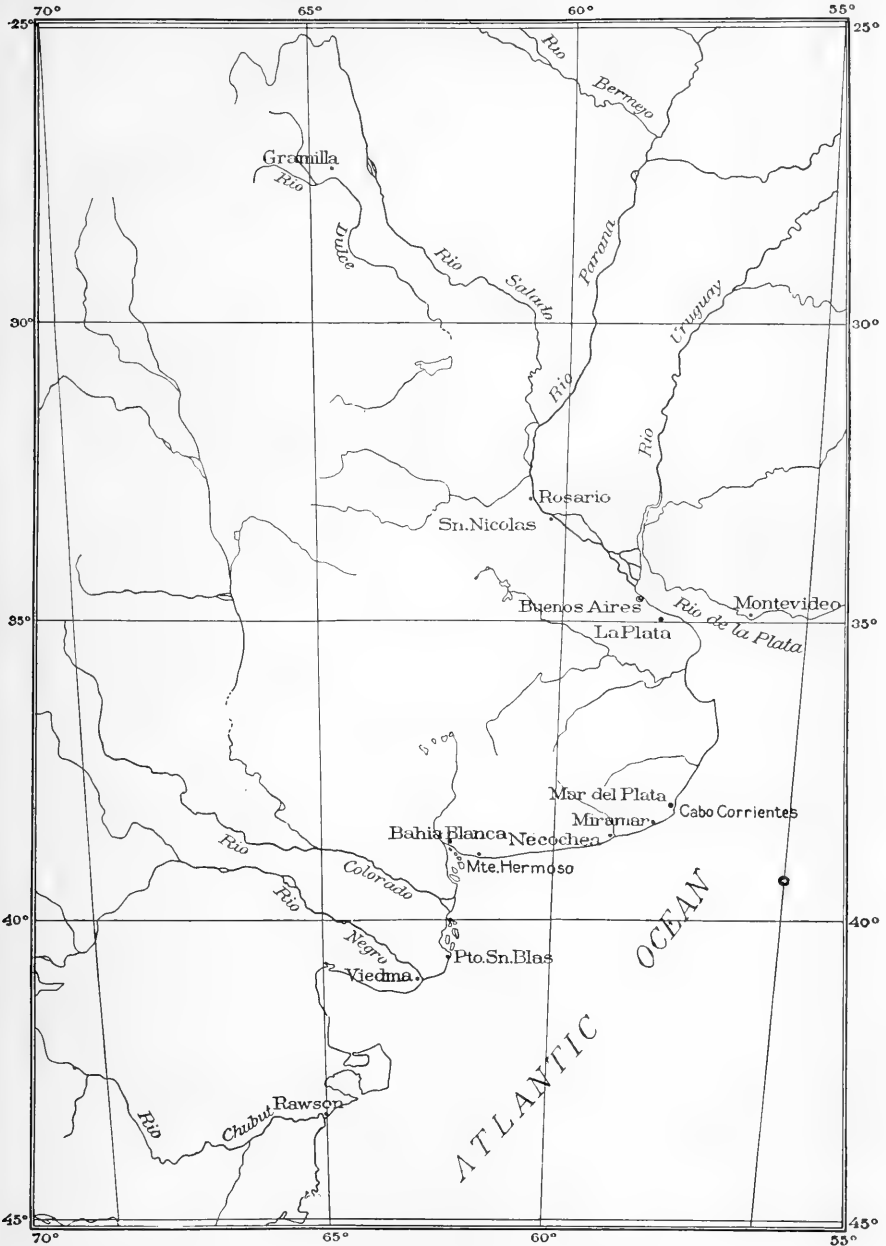 70° 65° 60° 55°
25° 25°
Rio
Bermejo
Gramilla
Rio
Dulce
Rio
Salado
Parana
Rio
Uruguay
Rio
30° 30°
Rosario
Sn. Nicolas
Buenos Aires
Montevideo
La Plata
Rio de la Plata
35° 35°
Mar del Plata
Cabo Corrientes
Miramar
Necochea
Bahia Blanca
Mte. Hermoso
Rio
Colorado
Rio
Negro
40° 40°
Pto. Sn. Blas
Viedma
ATLANTIC OCEAN
Rawson
Rio
Chubut
45° 45°
70° 65° 60° 55°